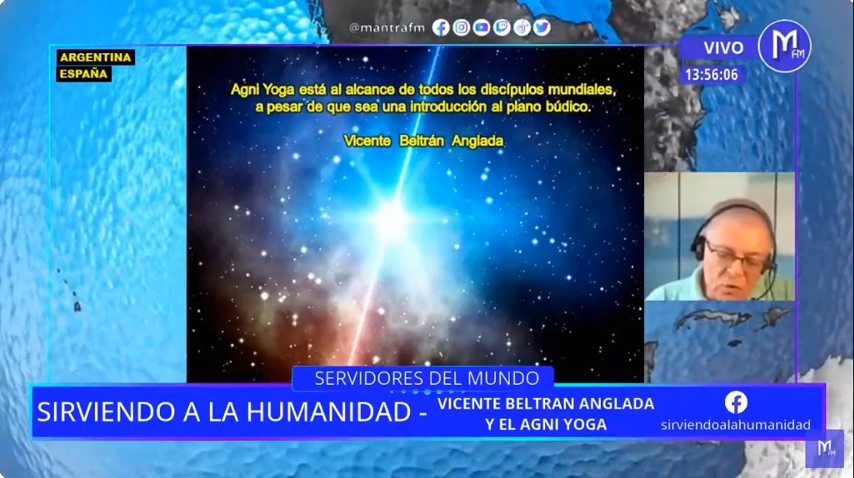 @mantrafm
ARGENTINA
ESPAÑA
VIVO
M
FM
13:56:06
Agni Yoga está al alcance de todos los discípulos mundiales,
a pesar de que sea una introducción al plano búdico.
Vicente Beltrán Anglada
SERVIDORES DEL MUNDO
SIRVIENDO A LA HUMANIDAD -
VICENTE BELTRAN ANGLADA
Y EL AGNI YOGA
sirviendoalahumanidad
M
FM